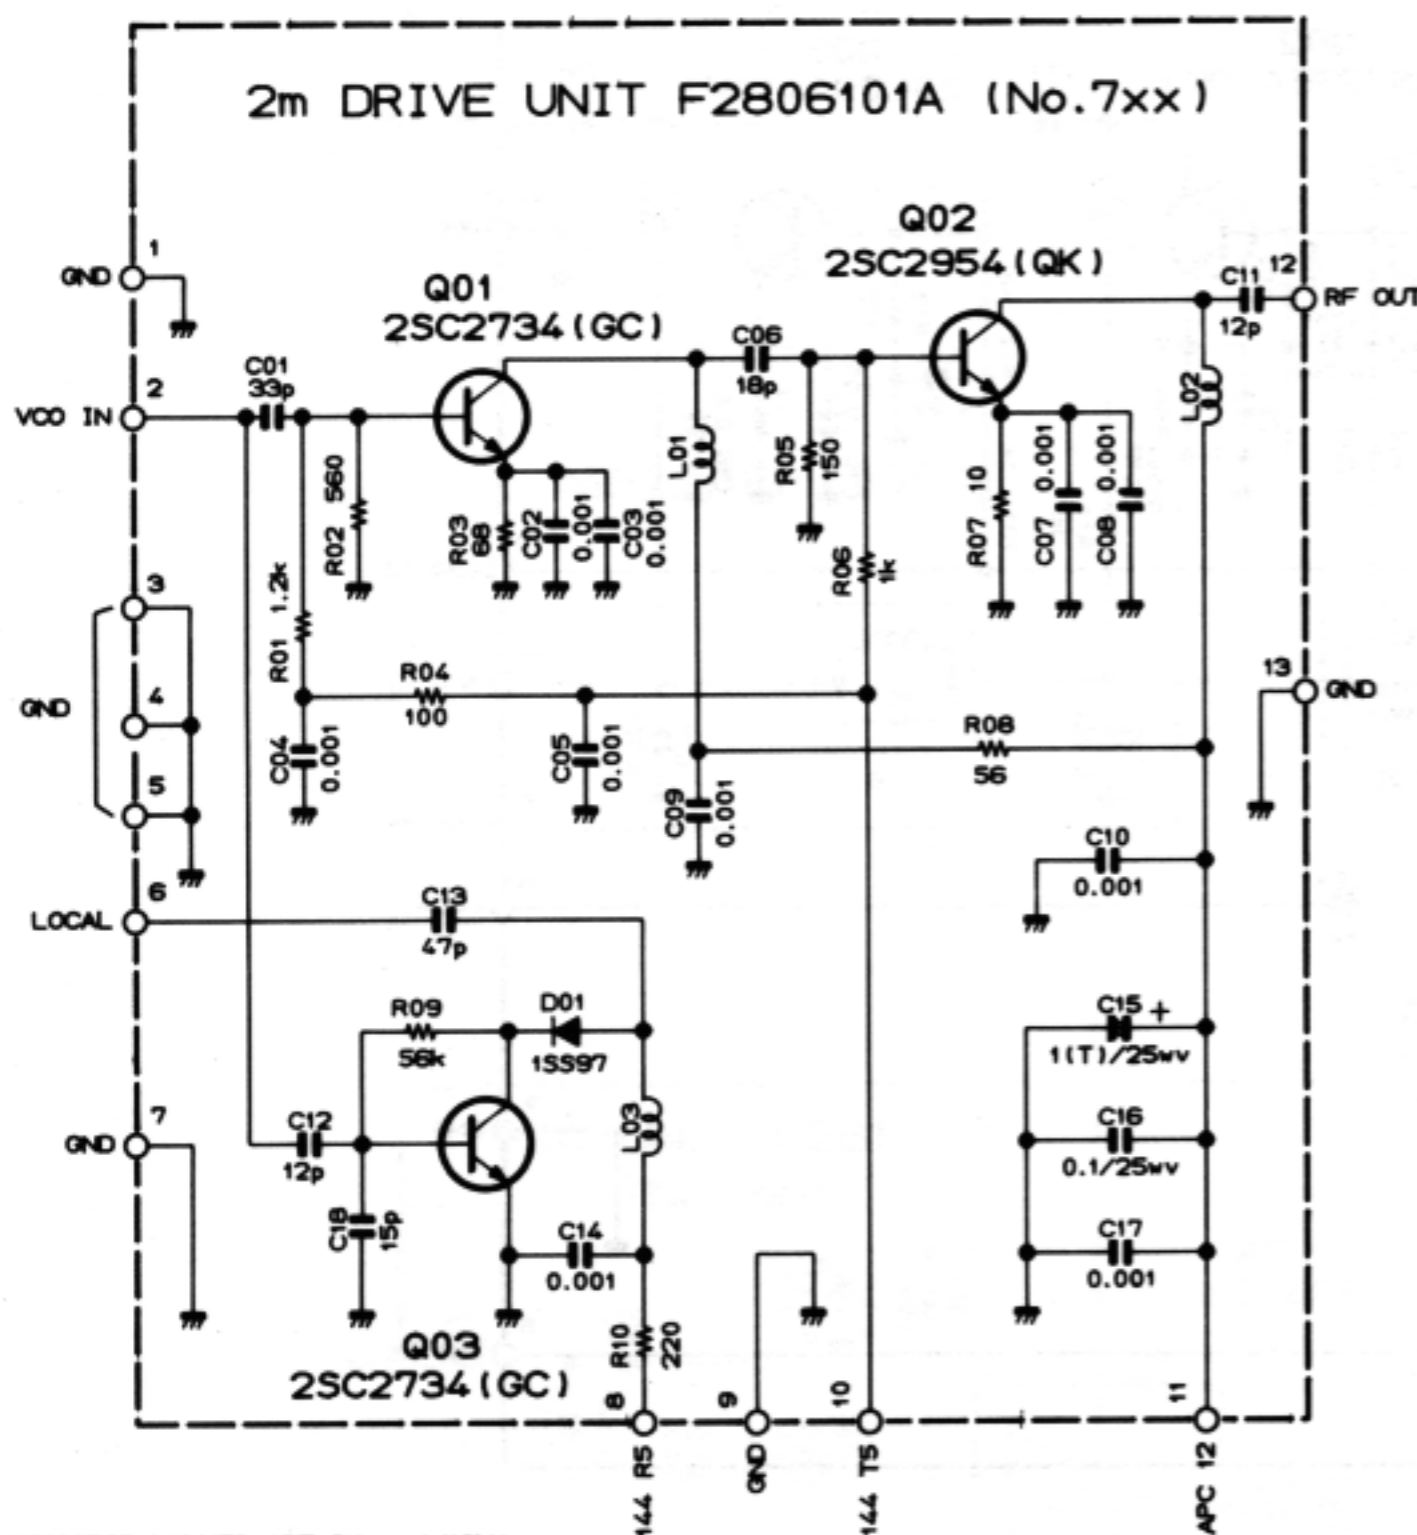 2m DRIVE UNIT F2806101A (No.7xx)
Q02
2SC2954(QK)
1
GND
Q01
2SC2734(GC)
C11
12p
12
RF OUT
C01
33p
2
VCO IN
C06
18p
L02
L01
R05
150
R02 560
R03
68
C02
0.001
C03
0.001
R07 10
C07 0.001
C08 0.001
R06
1k
R01 1.2k
3
4
5
GND
R04
100
13
GND
C04
0.001
C05
0.001
R08
56
C09
0.001
C10
0.001
6
LOCAL
C13
47p
R09
56k
D01
1SS97
C15 +
1(T)/25wv
7
GND
C12
12p
L03
C16
0.1/25wv
C18
15p
C14
0.001
C17
0.001
Q03
2SC2734(GC)
R10
220
8
144 R5
9
GND
10
144 T5
11
APC 12